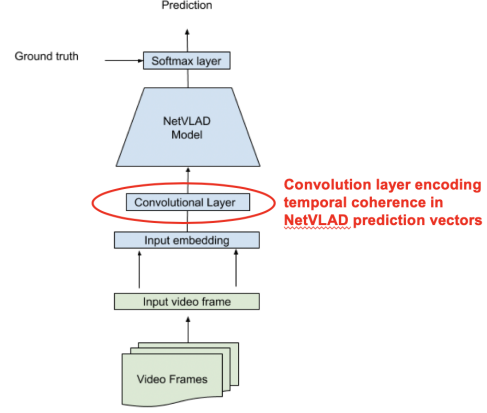 Prediction
Ground truth
Softmax layer
NetVLAD
Model
Convolutional Layer
Convolution layer encoding
temporal coherence in
NetVLAD prediction vectors
Input embedding
Input video frame
Video Frames